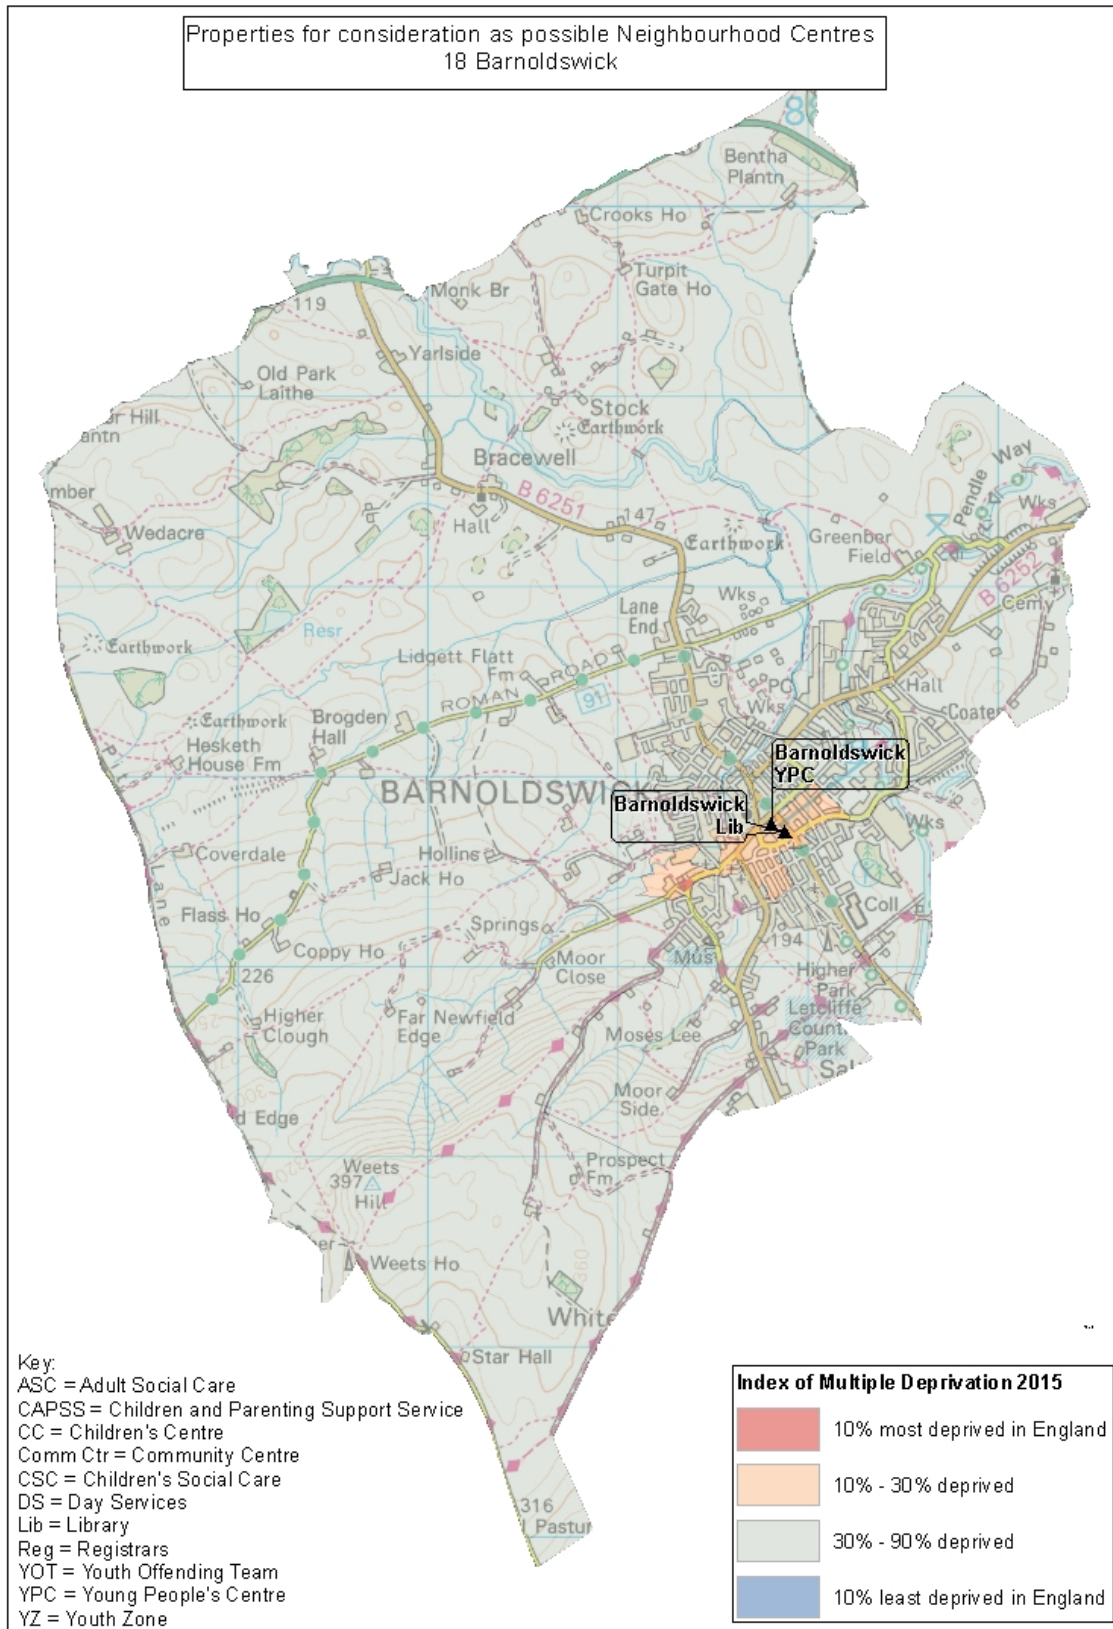 Properties for consideration as possible Neighbourhood Centres
18 Barnoldswick
8
Bentha
Plantn
Crooks Ho
Turpit
Gate Ho
Monk Br
119
Yarlside
Old Park
Laithe
Hill
Stock
Earthwork
Bracewell
B 6251
Hall
147
Earthwork
Pendle Way
Wks
Greenber
Field
B 6252
Cemy
Wedacre
Wks
Lane
End
Resr
Earthwork
Lidgett Flatt
Fm
ROMAN ROAD
91
PC
Wks
Hall
Coates
Earthwork
Brogden
Hall
Hesketh
House Fm
BARNOLDSWICK
Barnoldswick
YPC
Barnoldswick
Lib
Wks
Coverdale
Hollins
Jack Ho
Lane
Flass Ho
Springs
Coll
Coppy Ho
194
Moor
Close
Mus
226
Higher
Park
Higher
Clough
Far Newfield
Edge
Moses Lee
Letcliffe
Count
Park
Sal
Moor
Side
d Edge
Weets
397
Hill
Prospect
Fm
360
Weets Ho
White
Star Hall
316
Pastur
Key:
ASC = Adult Social Care
CAPSS = Children and Parenting Support Service
CC = Children's Centre
Comm Ctr = Community Centre
CSC = Children's Social Care
DS = Day Services
Lib = Library
Reg = Registrars
YOT = Youth Offending Team
YPC = Young People's Centre
YZ = Youth Zone
Index of Multiple Deprivation 2015
10% most deprived in England
10% - 30% deprived
30% - 90% deprived
10% least deprived in England